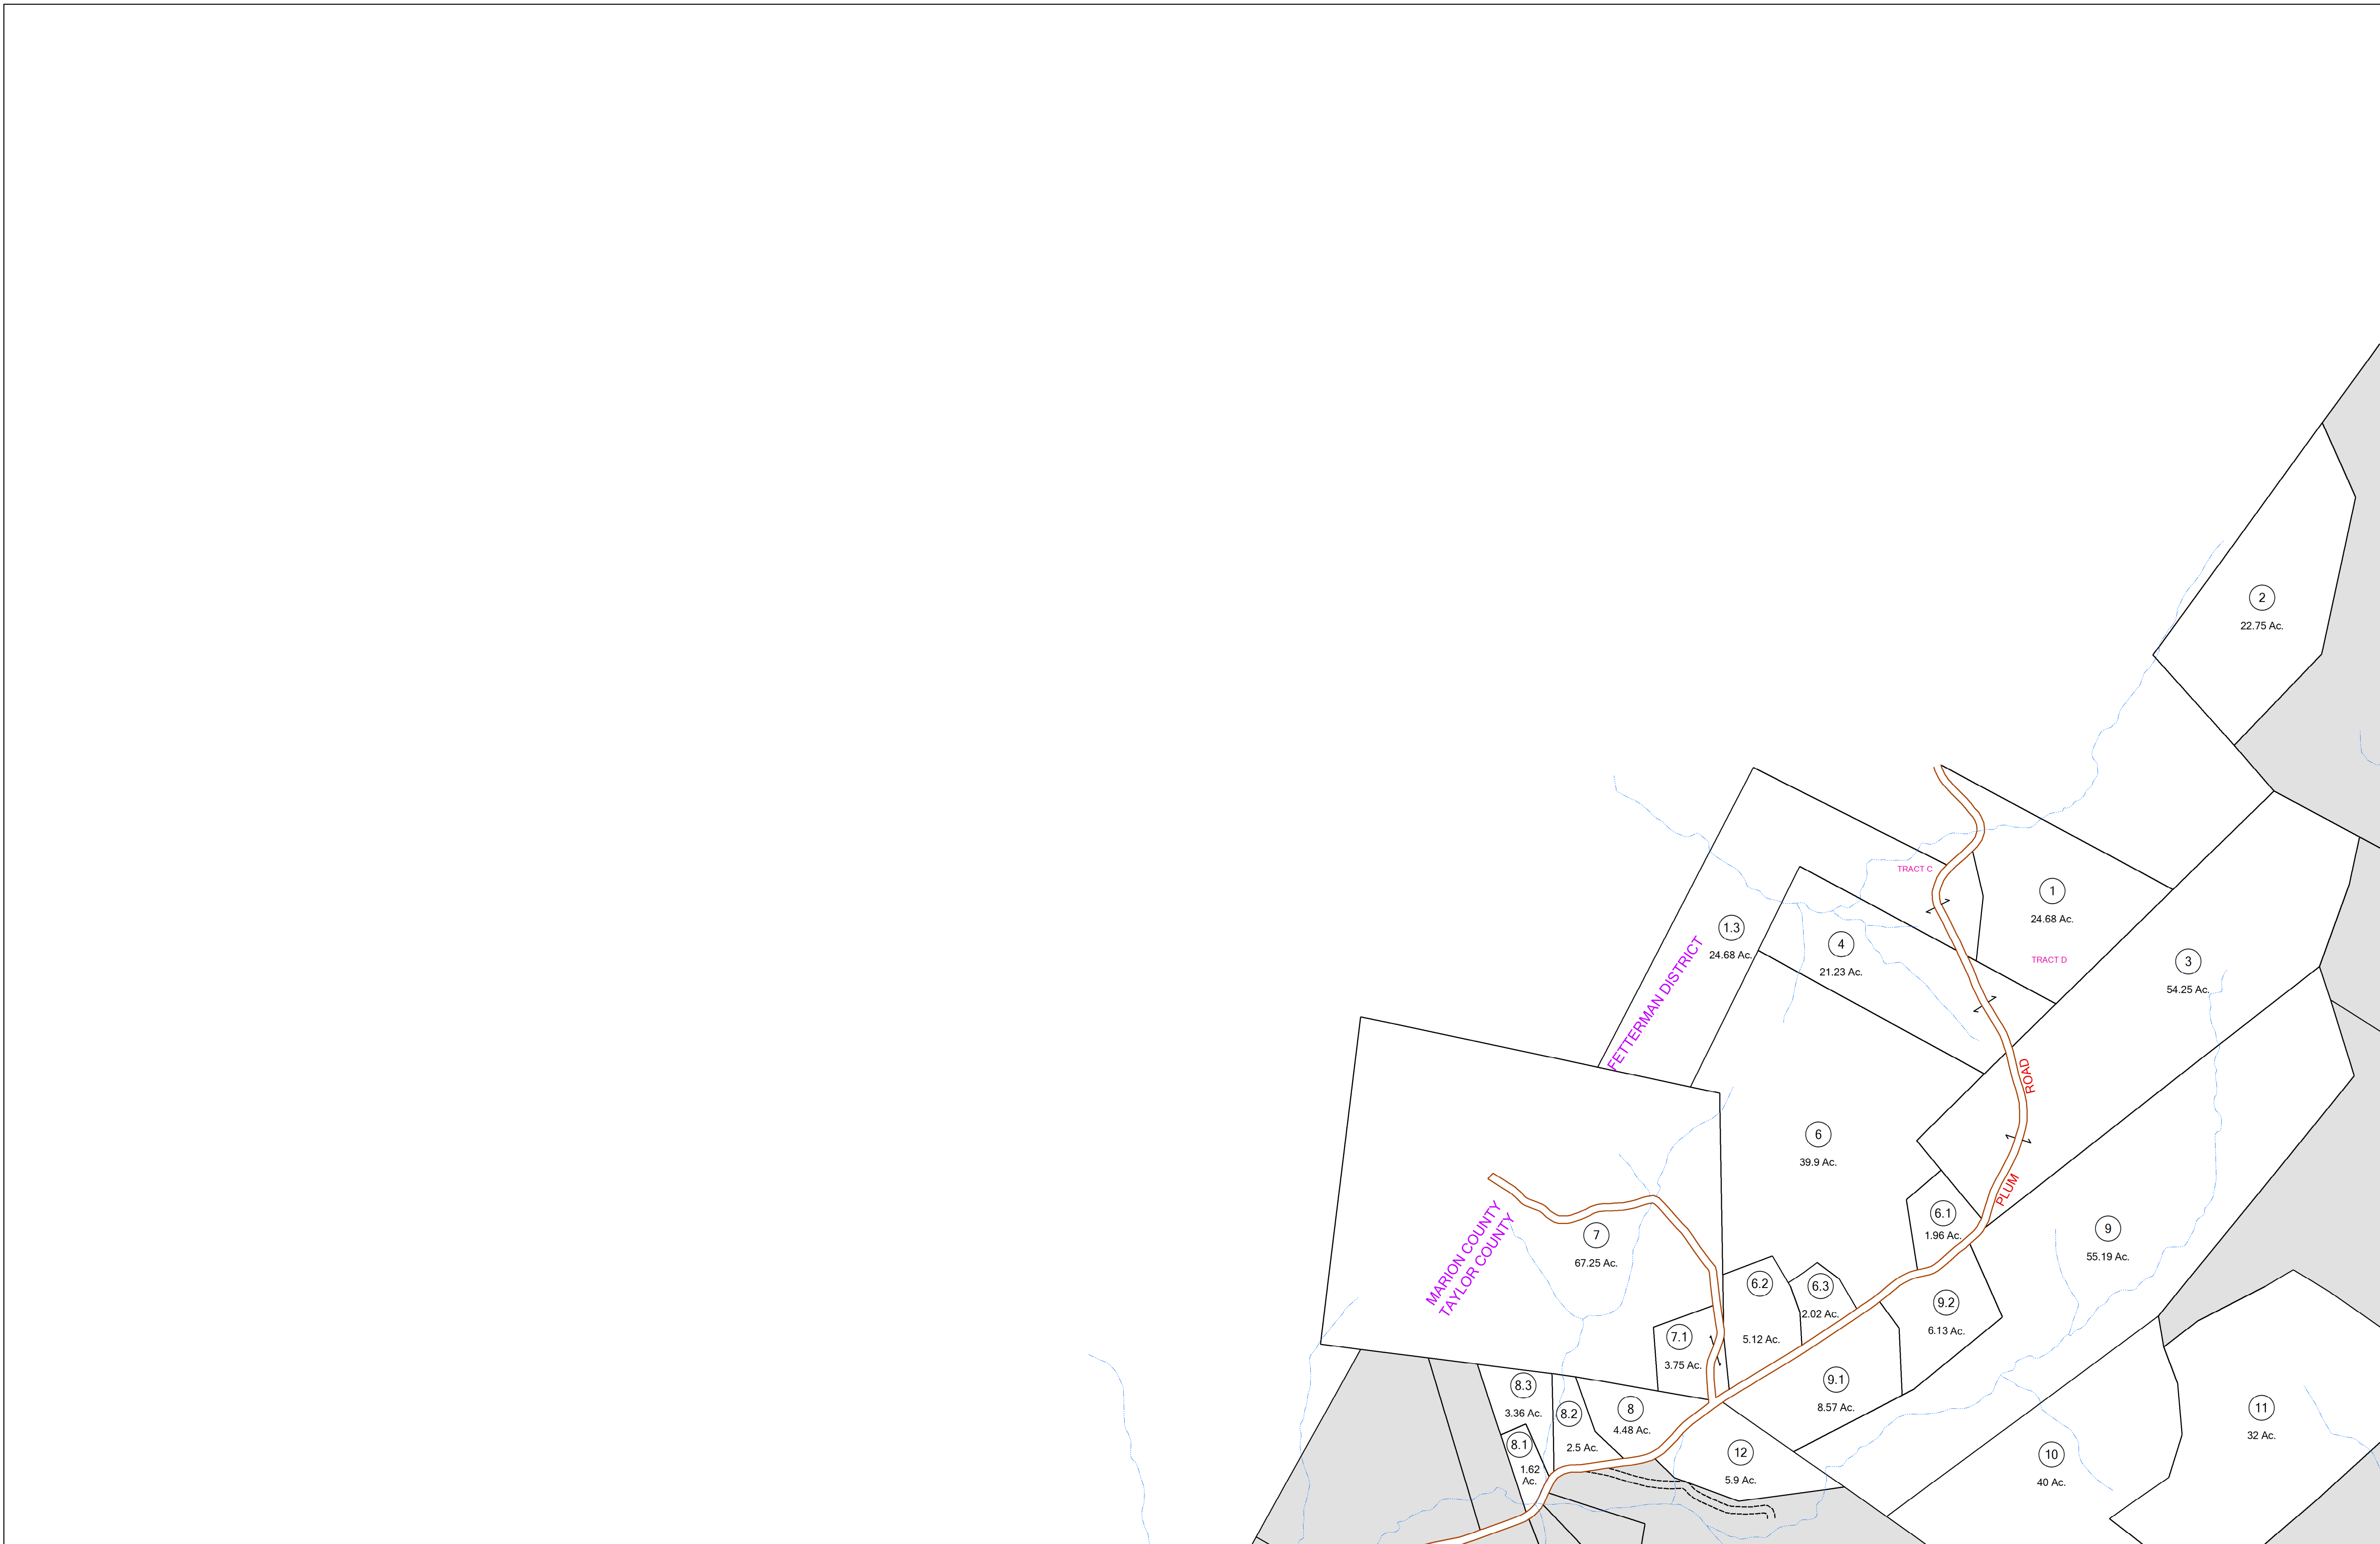 2
22.75 Ac.
TRACT C
1
24.68 Ac.
TRACT D
1.3
24.68 Ac.
4
21.23 Ac.
3
54.25 Ac.
FETTERMAN DISTRICT
ROAD
PLUM
6
39.9 Ac.
6.1
1.96 Ac.
MARION COUNTY
TAYLOR COUNTY
7
67.25 Ac.
9
55.19 Ac.
6.2
5.12 Ac.
6.3
2.02 Ac.
9.2
6.13 Ac.
7.1
3.75 Ac.
8.3
3.36 Ac.
8.2
2.5 Ac.
8
4.48 Ac.
9.1
8.57 Ac.
8.1
1.62
Ac.
12
5.9 Ac.
10
40 Ac.
11
32 Ac.